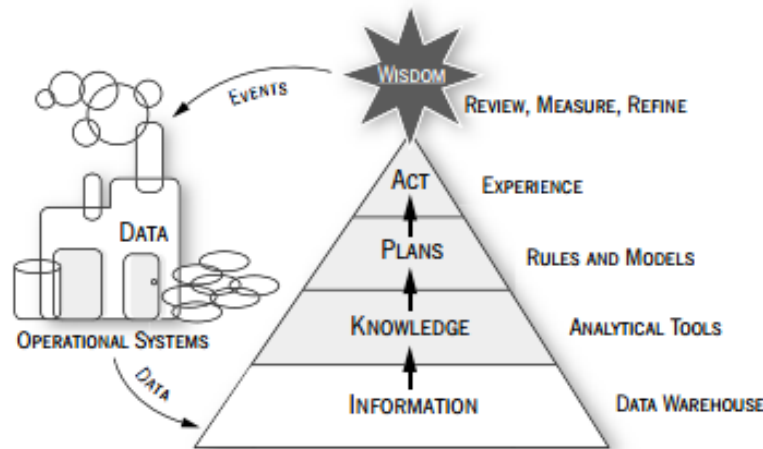 WISDOM
EVENTS
REVIEW, MEASURE, REFINE
ACT
EXPERIENCE
DATA
PLANS
RULES AND MODELS
KNOWLEDGE
ANALYTICAL TOOLS
OPERATIONAL SYSTEMS
DATA
INFORMATION
DATA WAREHOUSE